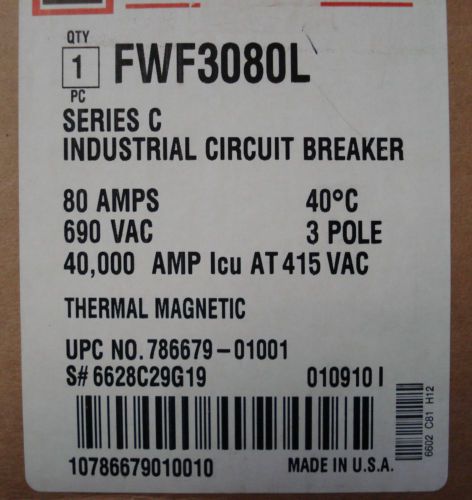 QTY
1 FWF3080L
PC
SERIES C
INDUSTRIAL CIRCUIT BREAKER
80 AMPS 40°C
690 VAC 3 POLE
40,000 AMP Icu AT 415 VAC
THERMAL MAGNETIC
UPC NO. 786679-01001
S# 6628C29G19 010910 I
10786679010010 MADE IN U.S.A.
6602 C81 H12